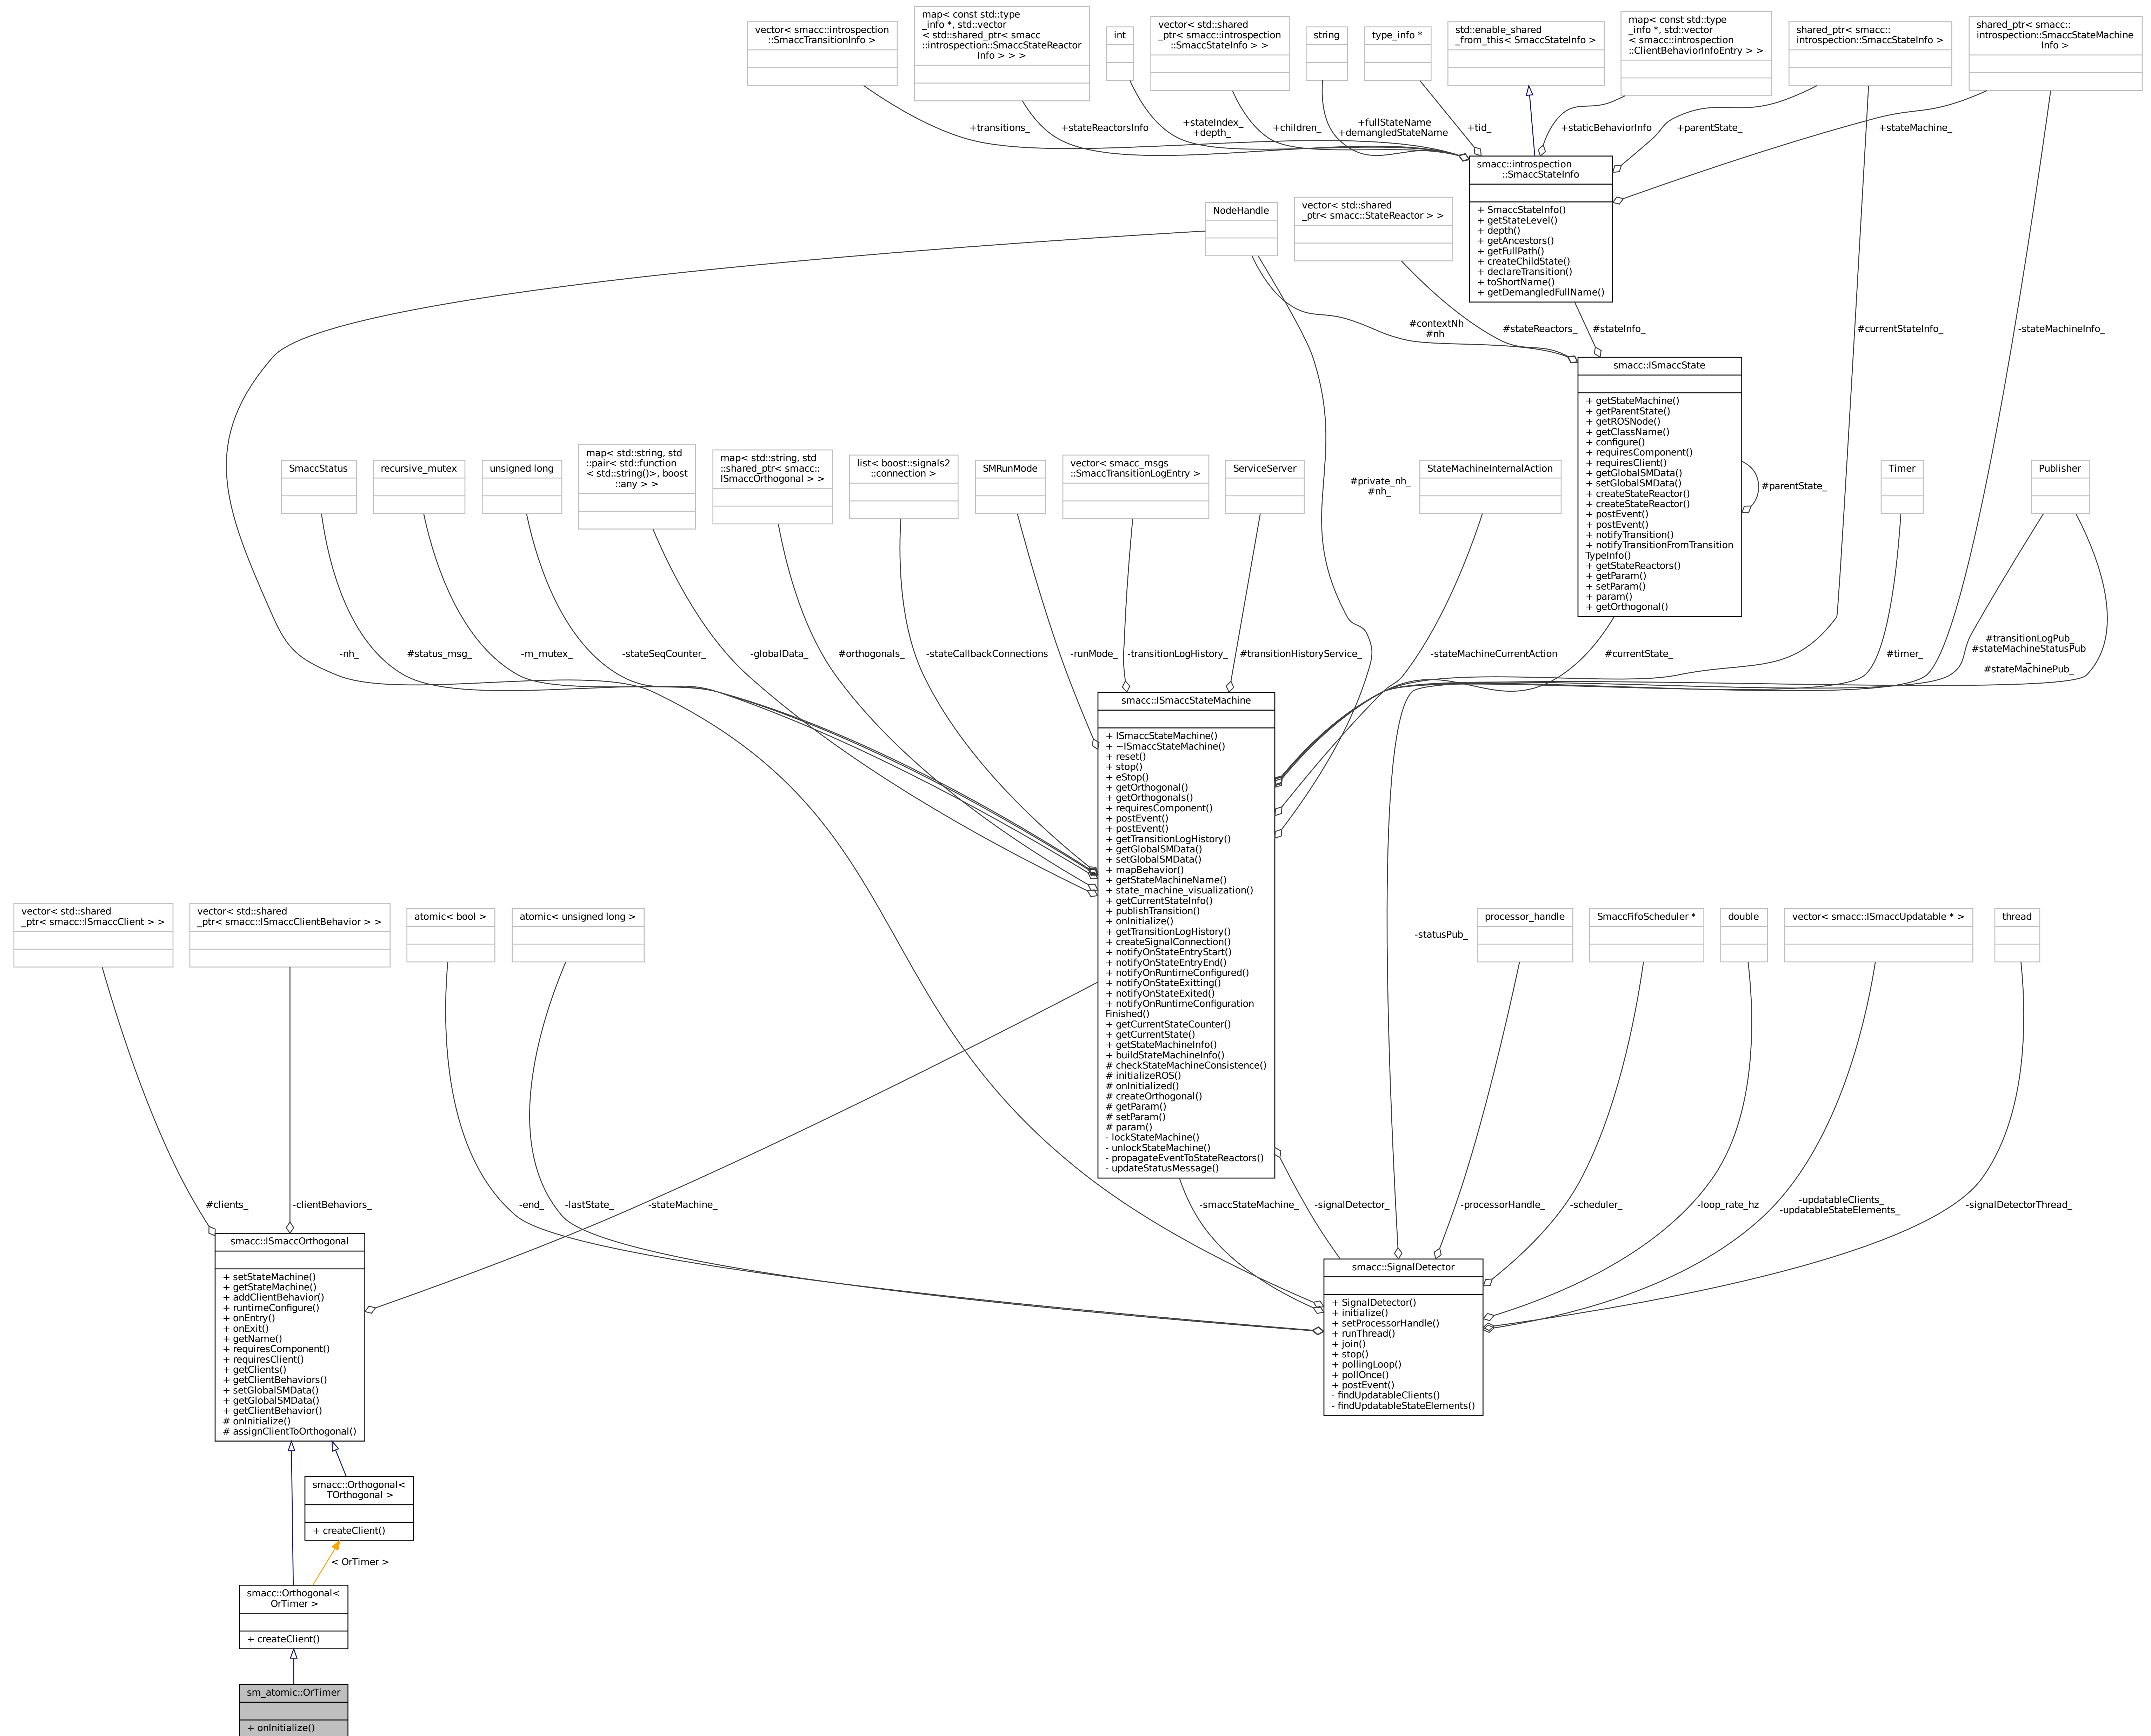 vector< smacc::introspection
::SmaccTransitionInfo >
map< const std::type
_info *, std::vector
< std::shared_ptr< smacc
::introspection::SmaccStateReactor
Info > > >
int
vector< std::shared
_ptr< smacc::introspection
::SmaccStateInfo > >
string
type_info *
std::enable_shared
_from_this< SmaccStateInfo >
map< const std::type
_info *, std::vector
< smacc::introspection
::ClientBehaviorInfoEntry > >
shared_ptr< smacc::
introspection::SmaccStateInfo >
shared_ptr< smacc::
introspection::SmaccStateMachine
Info >
+transitions_
+stateReactorsInfo
+stateIndex_
+depth_
+children_
+fullStateName
+demangledStateName
+tid_
+staticBehaviorInfo
+parentState_
+stateMachine_
smacc::introspection
::SmaccStateInfo
+ SmaccStateInfo()
+ getStateLevel()
+ depth()
+ getAncestors()
+ getFullPath()
+ createChildState()
+ declareTransition()
+ toShortName()
+ getDemangledFullName()
NodeHandle
vector< std::shared
_ptr< smacc::StateReactor > >
#contextNh
#nh
#stateReactors_
#stateInfo_
#currentStateInfo_
-stateMachineInfo_
smacc::ISmaccState
+ getStateMachine()
+ getParentState()
+ getROSNode()
+ getClassName()
+ configure()
+ requiresComponent()
+ requiresClient()
+ getGlobalSMData()
+ setGlobalSMData()
+ createStateReactor()
+ createStateReactor()
+ postEvent()
+ postEvent()
+ notifyTransition()
+ notifyTransitionFromTransition
TypeInfo()
+ getStateReactors()
+ getParam()
+ setParam()
+ param()
+ getOrthogonal()
#parentState_
SmaccStatus
recursive_mutex
unsigned long
map< std::string, std
::pair< std::function
< std::string()>, boost
::any > >
map< std::string, std
::shared_ptr< smacc::
ISmaccOrthogonal > >
list< boost::signals2
::connection >
SMRunMode
vector< smacc_msgs
::SmaccTransitionLogEntry >
ServiceServer
#private_nh_
#nh_
StateMachineInternalAction
Timer
Publisher
-nh_
#status_msg_
-m_mutex_
-stateSeqCounter_
-globalData_
#orthogonals_
-stateCallbackConnections
-runMode_
-transitionLogHistory_
#transitionHistoryService_
-stateMachineCurrentAction
#currentState_
#timer_
#transitionLogPub_
#stateMachineStatusPub
_
#stateMachinePub_
smacc::ISmaccStateMachine
+ ISmaccStateMachine()
+ ~ISmaccStateMachine()
+ reset()
+ stop()
+ eStop()
+ getOrthogonal()
+ getOrthogonals()
+ requiresComponent()
+ postEvent()
+ postEvent()
+ getTransitionLogHistory()
+ getGlobalSMData()
+ setGlobalSMData()
+ mapBehavior()
+ getStateMachineName()
+ state_machine_visualization()
+ getCurrentStateInfo()
+ publishTransition()
+ onInitialize()
+ getTransitionLogHistory()
+ createSignalConnection()
+ notifyOnStateEntryStart()
+ notifyOnStateEntryEnd()
+ notifyOnRuntimeConfigured()
+ notifyOnStateExitting()
+ notifyOnStateExited()
+ notifyOnRuntimeConfiguration
Finished()
+ getCurrentStateCounter()
+ getCurrentState()
+ getStateMachineInfo()
+ buildStateMachineInfo()
# checkStateMachineConsistence()
# initializeROS()
# onInitialized()
# createOrthogonal()
# getParam()
# setParam()
# param()
- lockStateMachine()
- unlockStateMachine()
- propagateEventToStateReactors()
- updateStatusMessage()
vector< std::shared
_ptr< smacc::ISmaccClient > >
vector< std::shared
_ptr< smacc::ISmaccClientBehavior > >
atomic< bool >
atomic< unsigned long >
-statusPub_
processor_handle
SmaccFifoScheduler *
double
vector< smacc::ISmaccUpdatable * >
thread
#clients_
-clientBehaviors_
-end_
-lastState_
-stateMachine_
-smaccStateMachine_
-signalDetector_
-processorHandle_
-scheduler_
-loop_rate_hz
-updatableClients_
-updatableStateElements_
-signalDetectorThread_
smacc::ISmaccOrthogonal
+ setStateMachine()
+ getStateMachine()
+ addClientBehavior()
+ runtimeConfigure()
+ onEntry()
+ onExit()
+ getName()
+ requiresComponent()
+ requiresClient()
+ getClients()
+ getClientBehaviors()
+ setGlobalSMData()
+ getGlobalSMData()
+ getClientBehavior()
# onInitialize()
# assignClientToOrthogonal()
smacc::SignalDetector
+ SignalDetector()
+ initialize()
+ setProcessorHandle()
+ runThread()
+ join()
+ stop()
+ pollingLoop()
+ pollOnce()
+ postEvent()
- findUpdatableClients()
- findUpdatableStateElements()
smacc::Orthogonal<
TOrthogonal >
+ createClient()
< OrTimer >
smacc::Orthogonal<
OrTimer >
+ createClient()
sm_atomic::OrTimer
+ onInitialize()